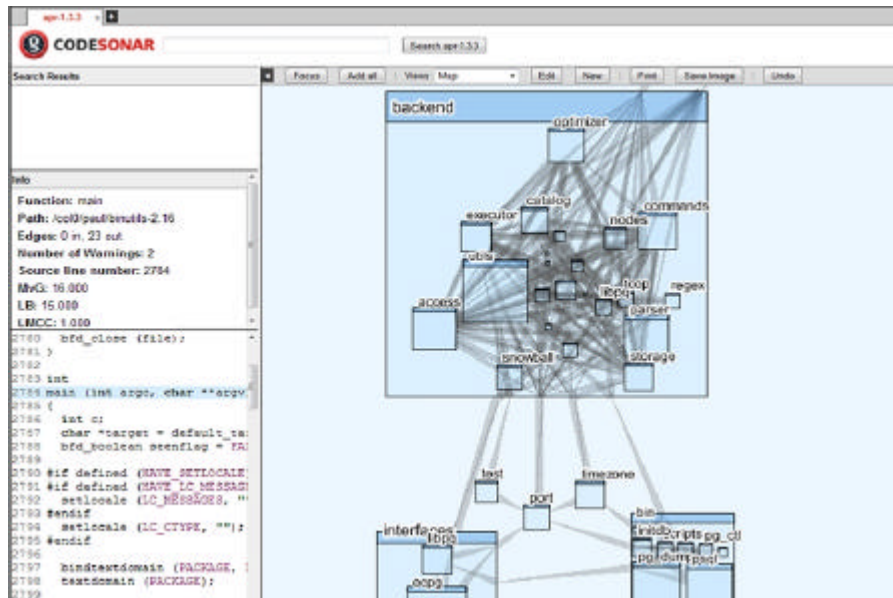 apr-1.3.3
CODESONAR
Search apr-1.3.3
Search Results
Focus
Add all
Views: Map
Edit
New
Print
Save Image
Undo
Info
Function: main
Path: /col0/paul/binutils-2.16
Edges: 0 in, 23 out
Number of Warnings: 2
Source line number: 2784
MvG: 16.000
LB: 15.000
LMCC: 1.000
2780 bfd_close (file);
2781 }
2782
2783 int
2784 main (int argc, char **argv
2785 {
2786 int c;
2787 char *target = default_ta
2788 bfd_boolean seenflag = FA
2789
2790 #if defined (HAVE_SETLOCALE
2791 #if defined (HAVE_LC_MESSAG
2792 setlocale (LC_MESSAGES, ""
2793 #endif
2794 setlocale (LC_CTYPE, "");
2795 #endif
2796
2797 bindtextdomain (PACKAGE,
2798 textdomain (PACKAGE);
2799
backend
optimizer
catalog
executor
commands
nodes
utils
tcop
regex
libpq
access
parser
snowball
storage
test
timezone
port
bin
interfaces
libpq
initdb
scripts
pg_ctl
pg_dump
psql
ecpg